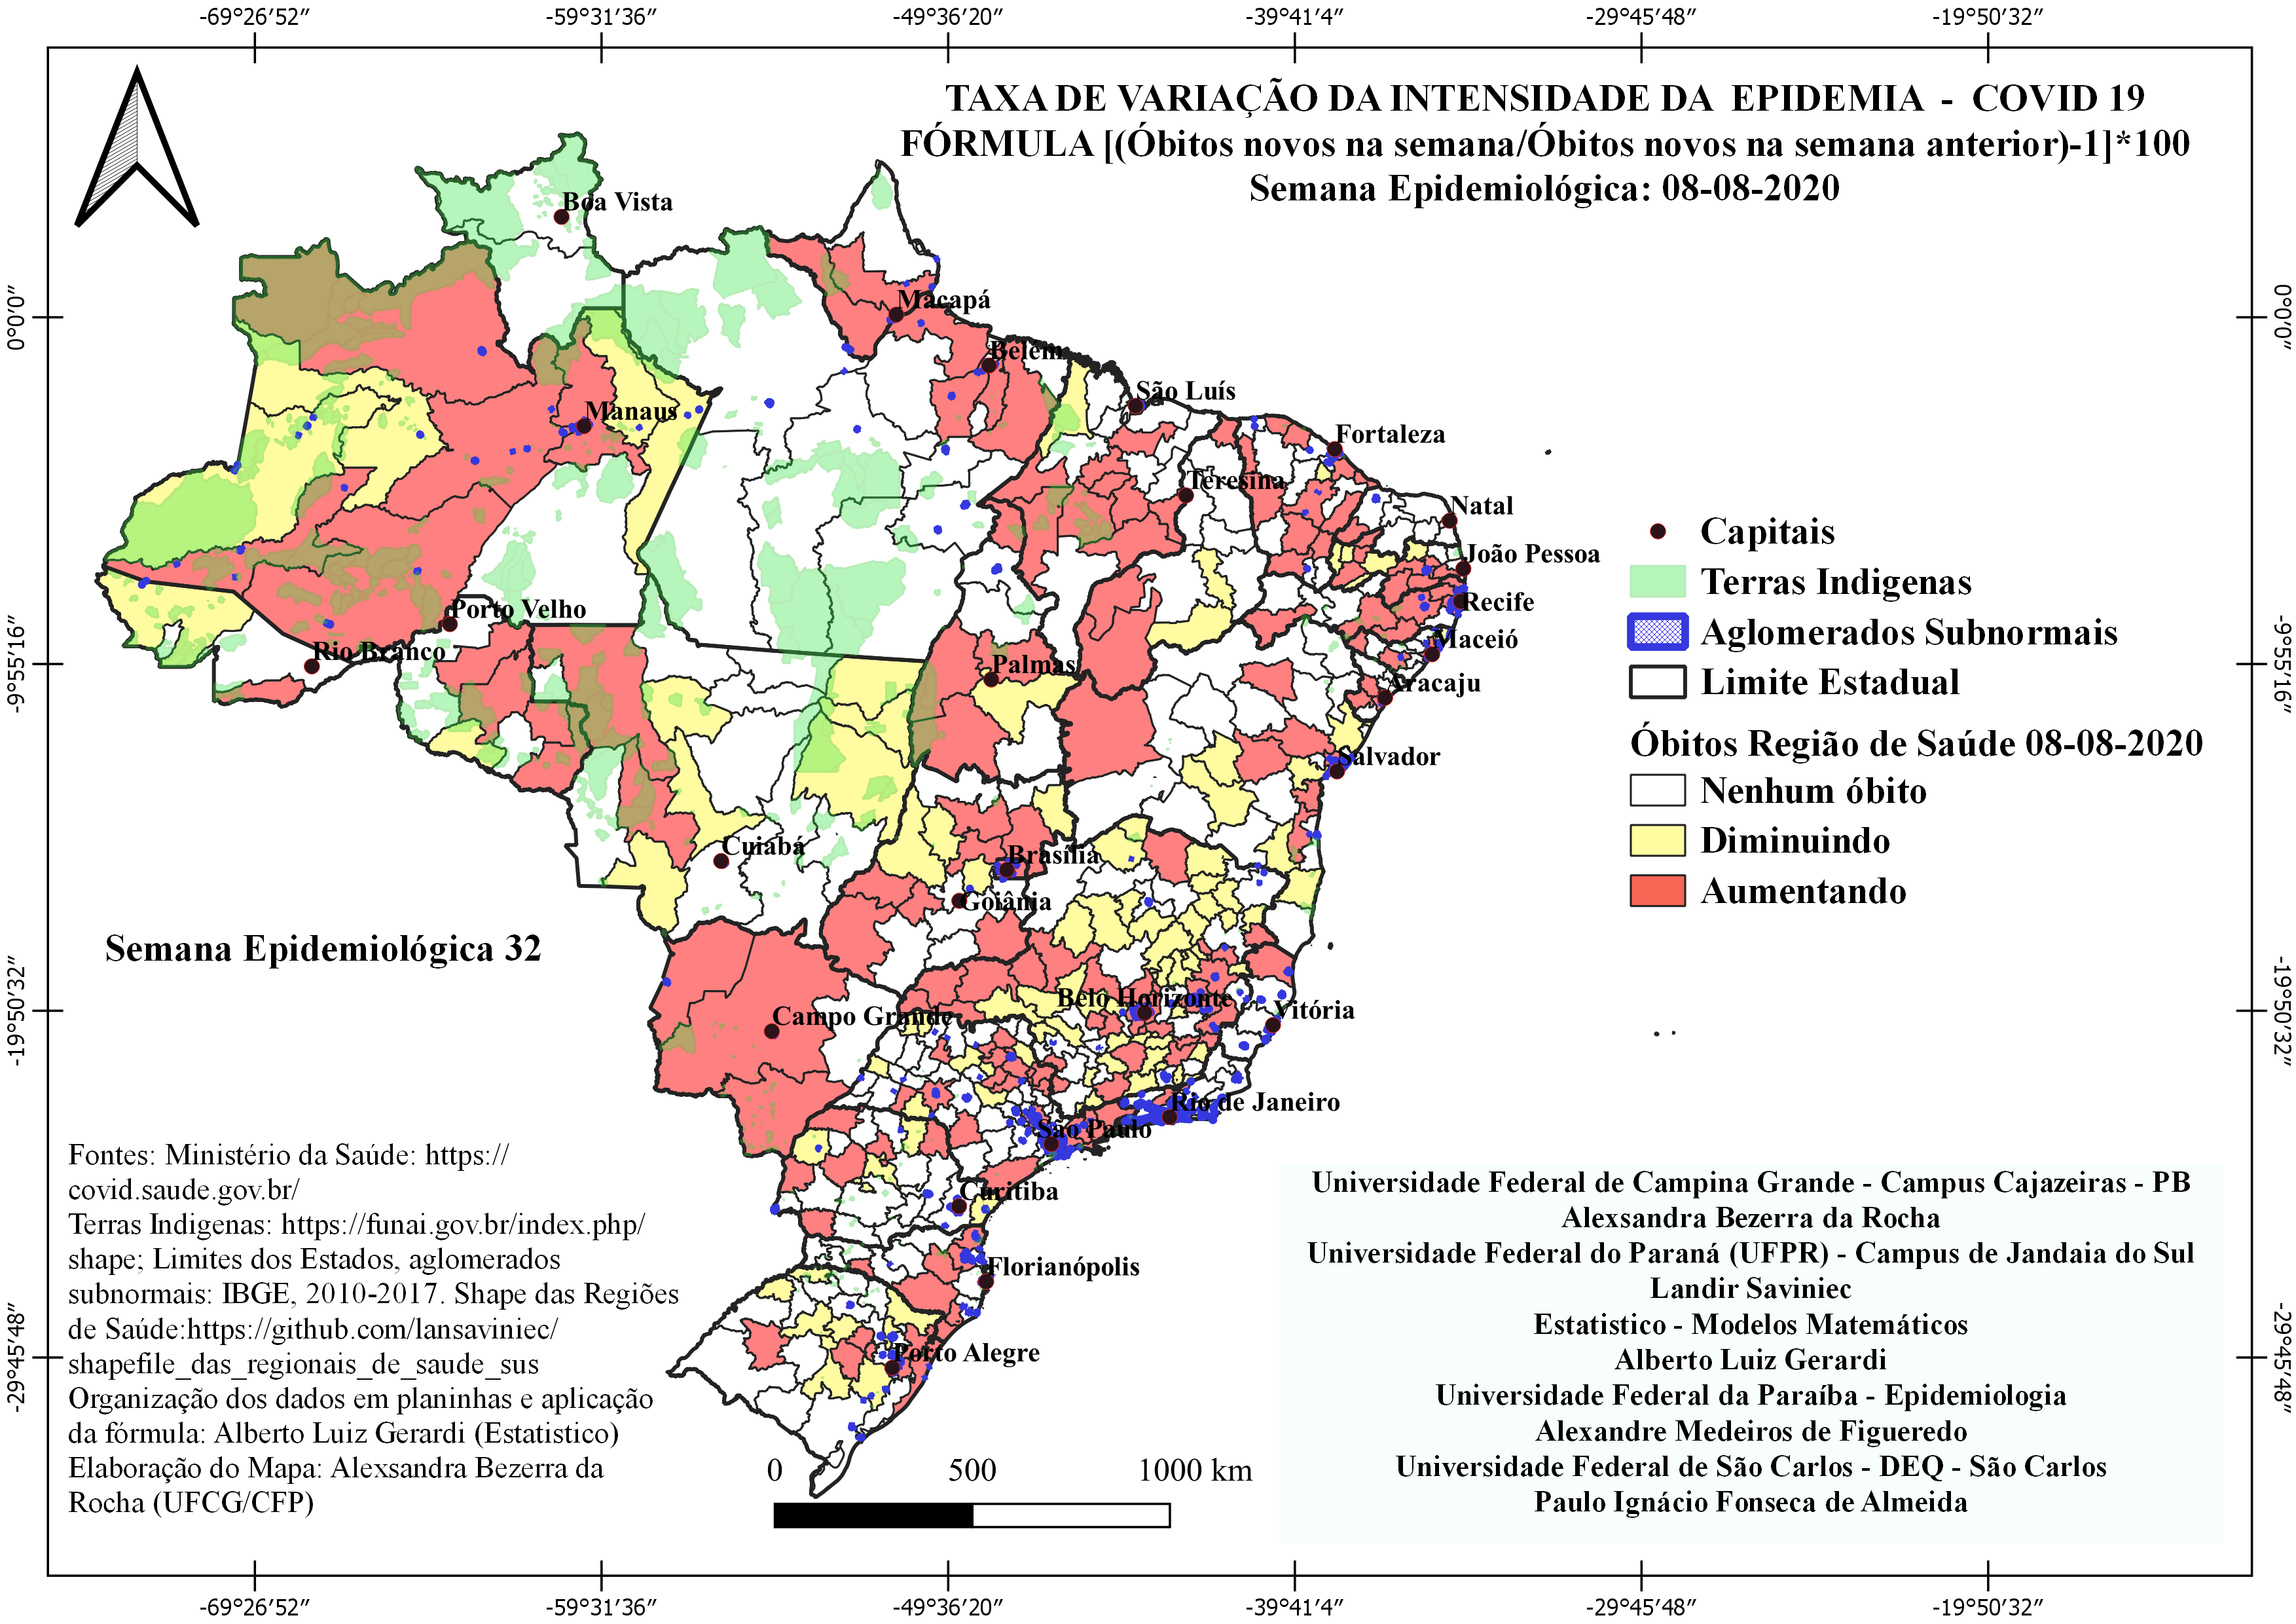 -69°26′52″ -59°31′36″ -49°36′20″ -39°41′4″ -29°45′48″ -19°50′32″
TAXA DE VARIAÇÃO DA INTENSIDADE DA EPIDEMIA - COVID 19
FÓRMULA [(Óbitos novos na semana/Óbitos novos na semana anterior)-1]*100
Semana Epidemiológica: 08-08-2020
Boa Vista
0°0′0″
0°0′0″
Macapá
Belém
São Luís
Manaus
Fortaleza
Teresina
Natal
João Pessoa
Porto Velho
Recife
Maceió
-9°55′16″
-9°55′16″
Rio Branco
Palmas
Aracaju
Salvador
Cuiabá
Brasília
Goiânia
Capitais
Terras Indigenas
Aglomerados Subnormais
Limite Estadual
Óbitos Região de Saúde 08-08-2020
Nenhum óbito
Diminuindo
Aumentando
Semana Epidemiológica 32
-19°50′32″
-19°50′32″
Belo Horizonte
Vitória
Campo Grande
Rio de Janeiro
São Paulo
Curitiba
Florianópolis
Porto Alegre
-29°45′48″
-29°45′48″
Fontes: Ministério da Saúde: https://
covid.saude.gov.br/
Terras Indigenas: https://funai.gov.br/index.php/
shape; Limites dos Estados, aglomerados
subnormais: IBGE, 2010-2017. Shape das Regiões
de Saúde:https://github.com/lansaviniec/
shapefile_das_regionais_de_saude_sus
Organização dos dados em planinhas e aplicação
da fórmula: Alberto Luiz Gerardi (Estatistico)
Elaboração do Mapa: Alexsandra Bezerra da
Rocha (UFCG/CFP)
0 500 1000 km
Universidade Federal de Campina Grande - Campus Cajazeiras - PB
Alexsandra Bezerra da Rocha
Universidade Federal do Paraná (UFPR) - Campus de Jandaia do Sul
Landir Saviniec
Estatistico - Modelos Matemáticos
Alberto Luiz Gerardi
Universidade Federal da Paraíba - Epidemiologia
Alexandre Medeiros de Figueredo
Universidade Federal de São Carlos - DEQ - São Carlos
Paulo Ignácio Fonseca de Almeida
-69°26′52″ -59°31′36″ -49°36′20″ -39°41′4″ -29°45′48″ -19°50′32″